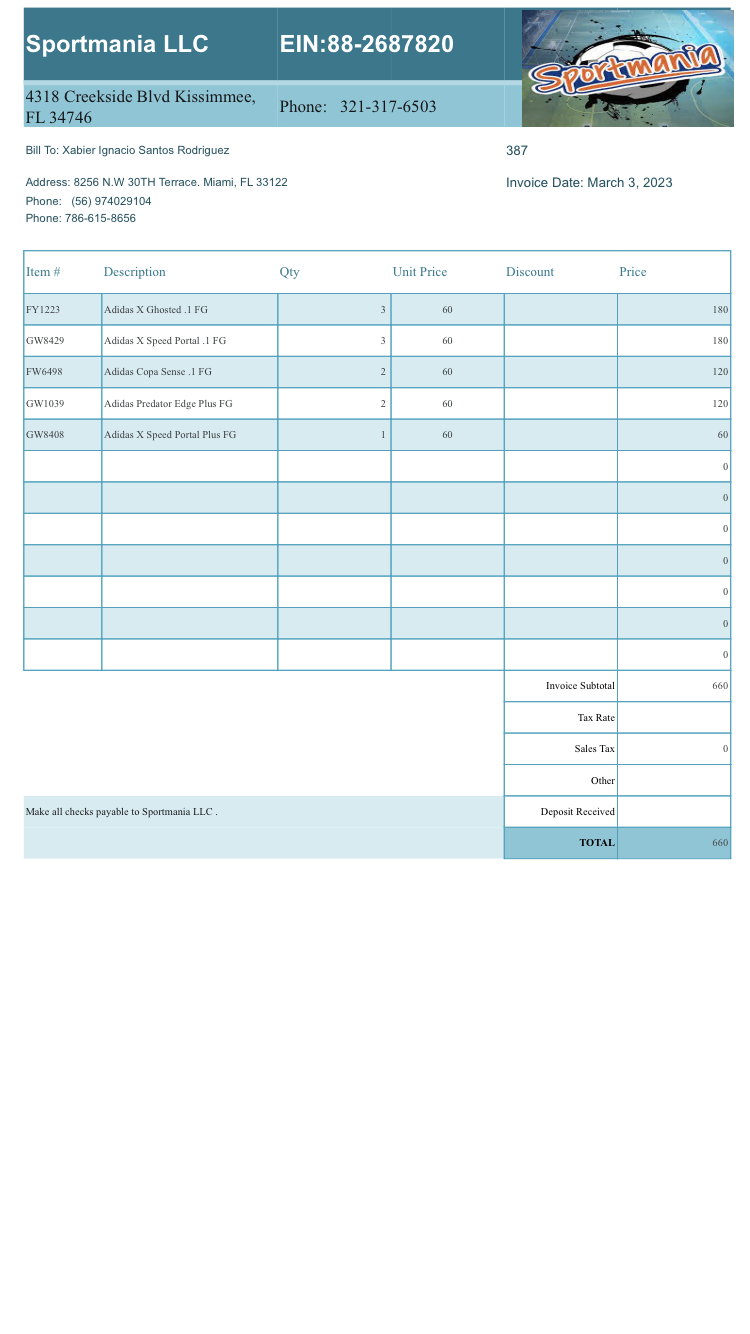 Sportmania LLC EIN:88-2687820
Sportmania
4318 Creekside Blvd Kissimmee,
FL 34746
Phone: 321-317-6503
Bill To: Xabier Ignacio Santos Rodriguez 387
Address: 8256 N.W 30TH Terrace. Miami, FL 33122 Invoice Date: March 3, 2023
Phone: (56) 974029104
Phone: 786-615-8656
Item # Description Qty Unit Price Discount Price
FY1223 Adidas X Ghosted .1 FG 3 60 180
GW8429 Adidas X Speed Portal .1 FG 3 60 180
FW6498 Adidas Copa Sense .1 FG 2 60 120
GW1039 Adidas Predator Edge Plus FG 2 60 120
GW8408 Adidas X Speed Portal Plus FG 1 60 60
0
0
0
0
0
0
0
Invoice Subtotal 660
Tax Rate
Sales Tax 0
Other
Make all checks payable to Sportmania LLC . Deposit Received
TOTAL 660